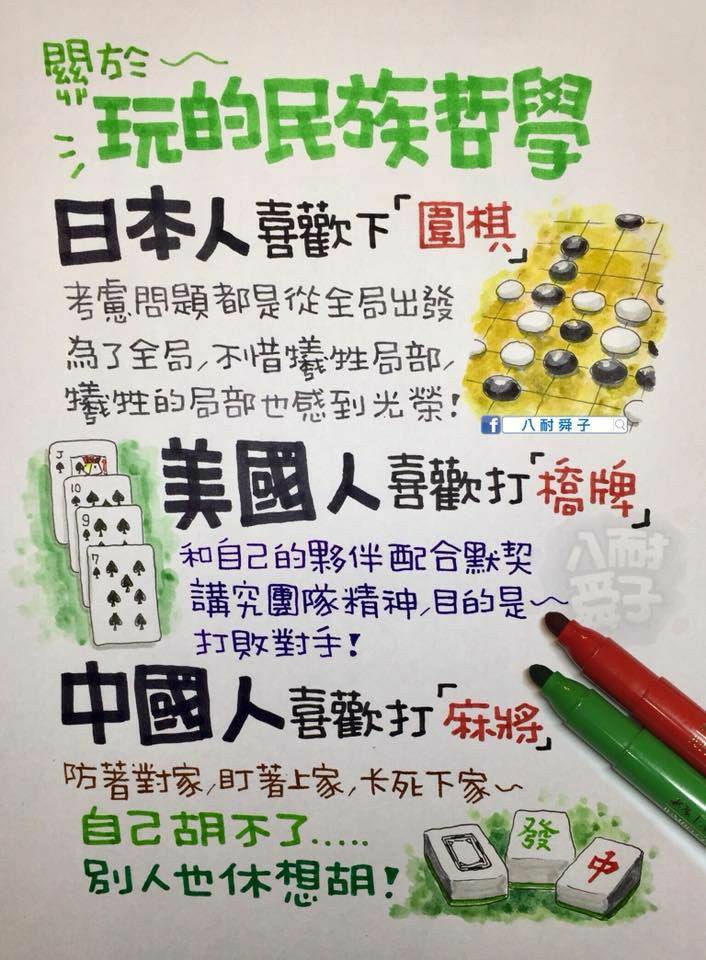 關於~
玩的民族哲學
日本人喜歡下「圍棋」
考慮問題都是從全局出發
為了全局,不惜犧牲局部,
犧牲的局部也感到光榮!
八耐舜子
J
10
9
7
美國人喜歡打「橋牌」
和自己的夥伴配合默契
講究團隊精神,目的是~
打敗對手!
八耐
舜子
中國人喜歡打「麻將」
防著對家,盯著上家,卡死下家~
自己胡不了.....
別人也休想胡!
發
中